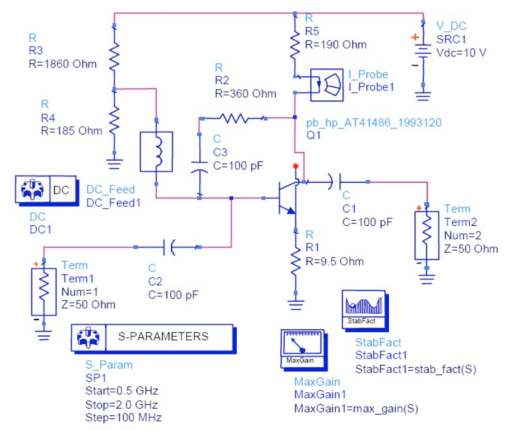 R
R3
R=1860 Ohm
R
R5
R=190 Ohm
V_DC
SRC1
Vdc=10 V
+
-
R
R2
R=360 Ohm
I_Probe
I_Probe1
R
R4
R=185 Ohm
pb_hp_AT41486_1993120
Q1
C
C3
C=100 pF
DC
DC_Feed
DC_Feed1
DC
DC1
C
C1
C=100 pF
R
R1
R=9.5 Ohm
+
Term
Term2
Num=2
Z=50 Ohm
-
+
Term
Term1
Num=1
Z=50 Ohm
-
C
C2
C=100 pF
S-PARAMETERS
S_Param
SP1
Start=0.5 GHz
Stop=2.0 GHz
Step=100 MHz
StabFact
StabFact
StabFact1
StabFact1=stab_fact(S)
MaxGain
MaxGain
MaxGain1
MaxGain1=max_gain(S)